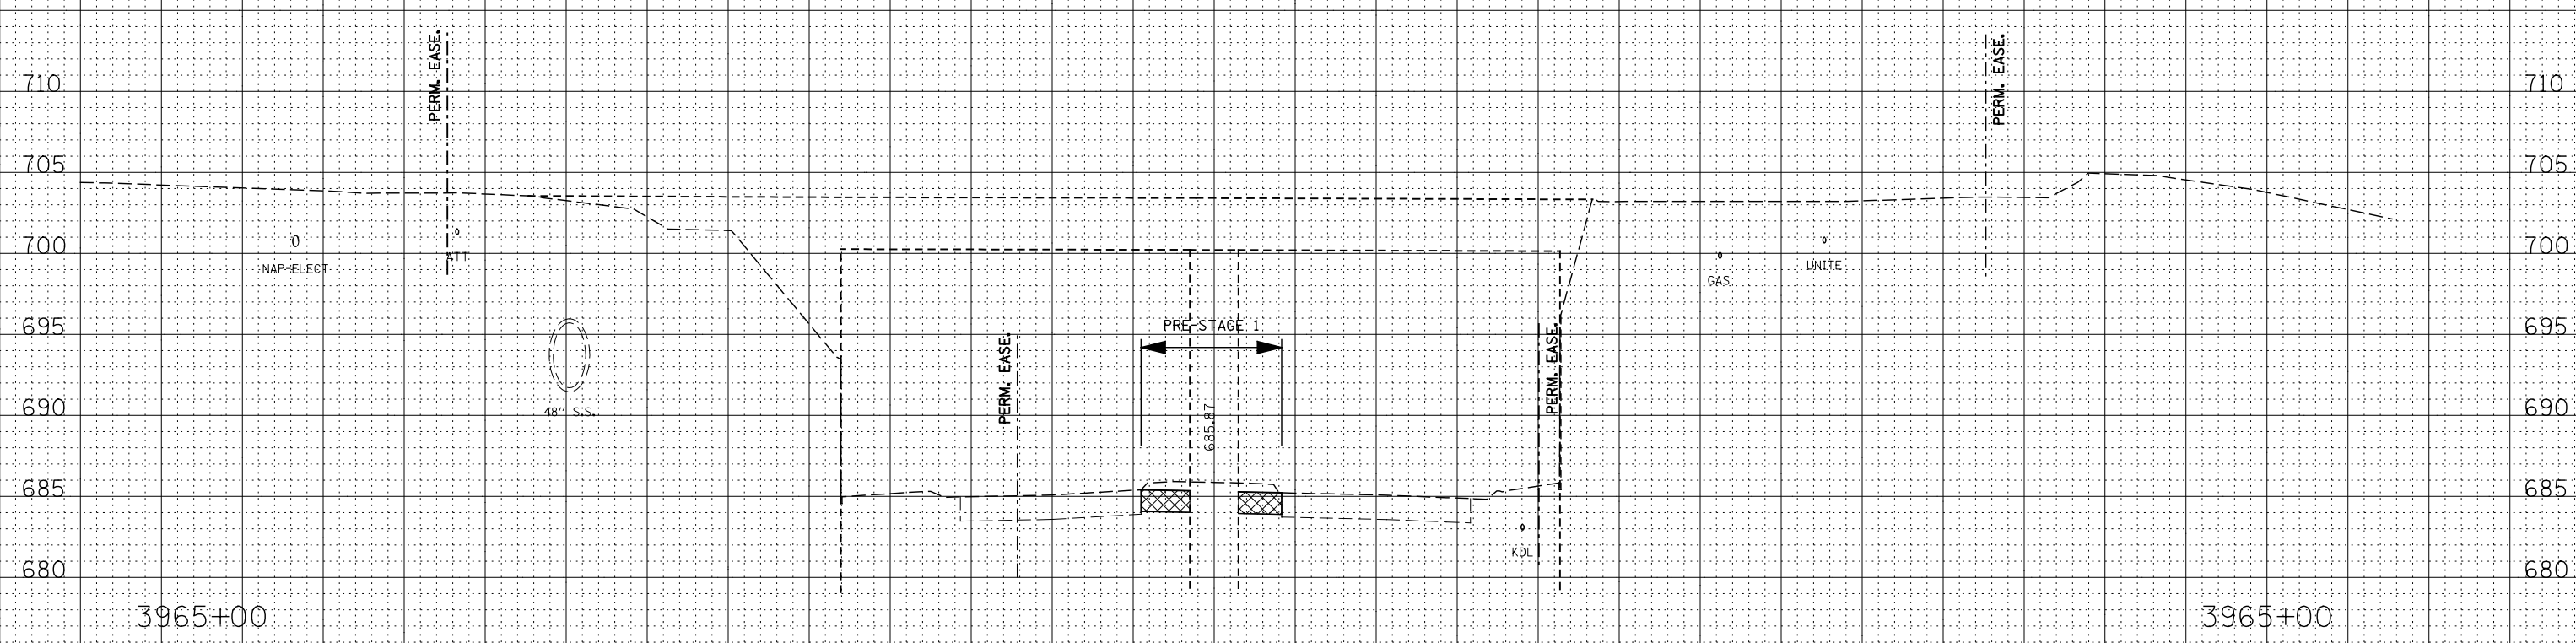 PERM. EASE.
PERM. EASE.
710
710
705
705
700
700
NAP-ELECT
ATT
GAS
UNITE
695
695
PRE-STAGE 1
PERM. EASE.
PERM. EASE.
690
690
48" S.S.
685.87
685
685
KDL
680
680
3965+00
3965+00